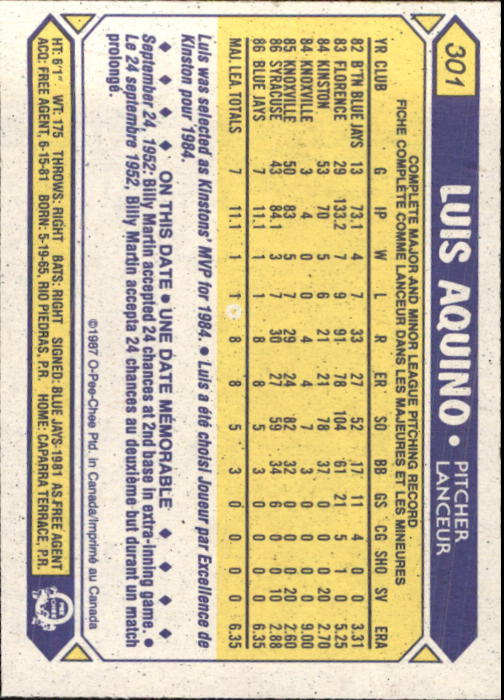 301
LUIS AQUINO • PITCHER
LANCEUR
COMPLETE MAJOR AND MINOR LEAGUE PITCHING RECORD
FICHE COMPLÈTE COMME LANCEUR DANS LES MAJEURES ET LES MINEURES
YR CLUB G IP W L R ER SO BB GS CG SHO SV ERA
82 B'TN BLUE JAYS 13 73.1 4 7 33 27 52 17 11 4 0 0 3.31
83 FLORENCE 29 133.2 7 9 91 78 104 61 21 5 1 0 5.25
84 KINSTON 53 70 5 6 21 21 78 37 0 0 0 20 2.70
84 KNOXVILLE 3 4 0 0 4 4 7 3 0 0 0 0 9.00
85 KNOXVILLE 50 83 5 7 29 24 82 32 0 0 0 20 2.60
86 SYRACUSE 43 84.1 3 7 30 27 59 34 6 0 0 10 2.88
86 BLUE JAYS 7 11.1 1 1 8 8 5 3 0 0 0 0 6.35
MAJ. LEA. TOTALS 7 11.1 1 1 8 8 5 3 0 0 0 0 6.35
Luis was selected as Kinstons' MVP for 1984. • Luis a été choisi Joueur par Excellence de
Kinston pour 1984.
♦ ♦ ♦ ♦ ON THIS DATE • UNE DATE MÉMORABLE ♦ ♦ ♦ ♦
September 24, 1952: Billy Martin accepted 24 chances at 2nd base in extra-inning game. •
Le 24 septembre 1952, Billy Martin accepta 24 chances au deuxième but durant un match
prolongé.
©1987 O-Pee-Chee Ptd. in Canada/Imprimé au Canada
HT: 6'1" WT: 175 THROWS: RIGHT BATS: RIGHT SIGNED: BLUE JAYS-1981 AS FREE AGENT
ACQ: FREE AGENT, 6-15-81 BORN: 5-19-65, RIO PIEDRAS, P.R. HOME: CAPARRA TERRACE, P.R.
O
PEE
CHEE